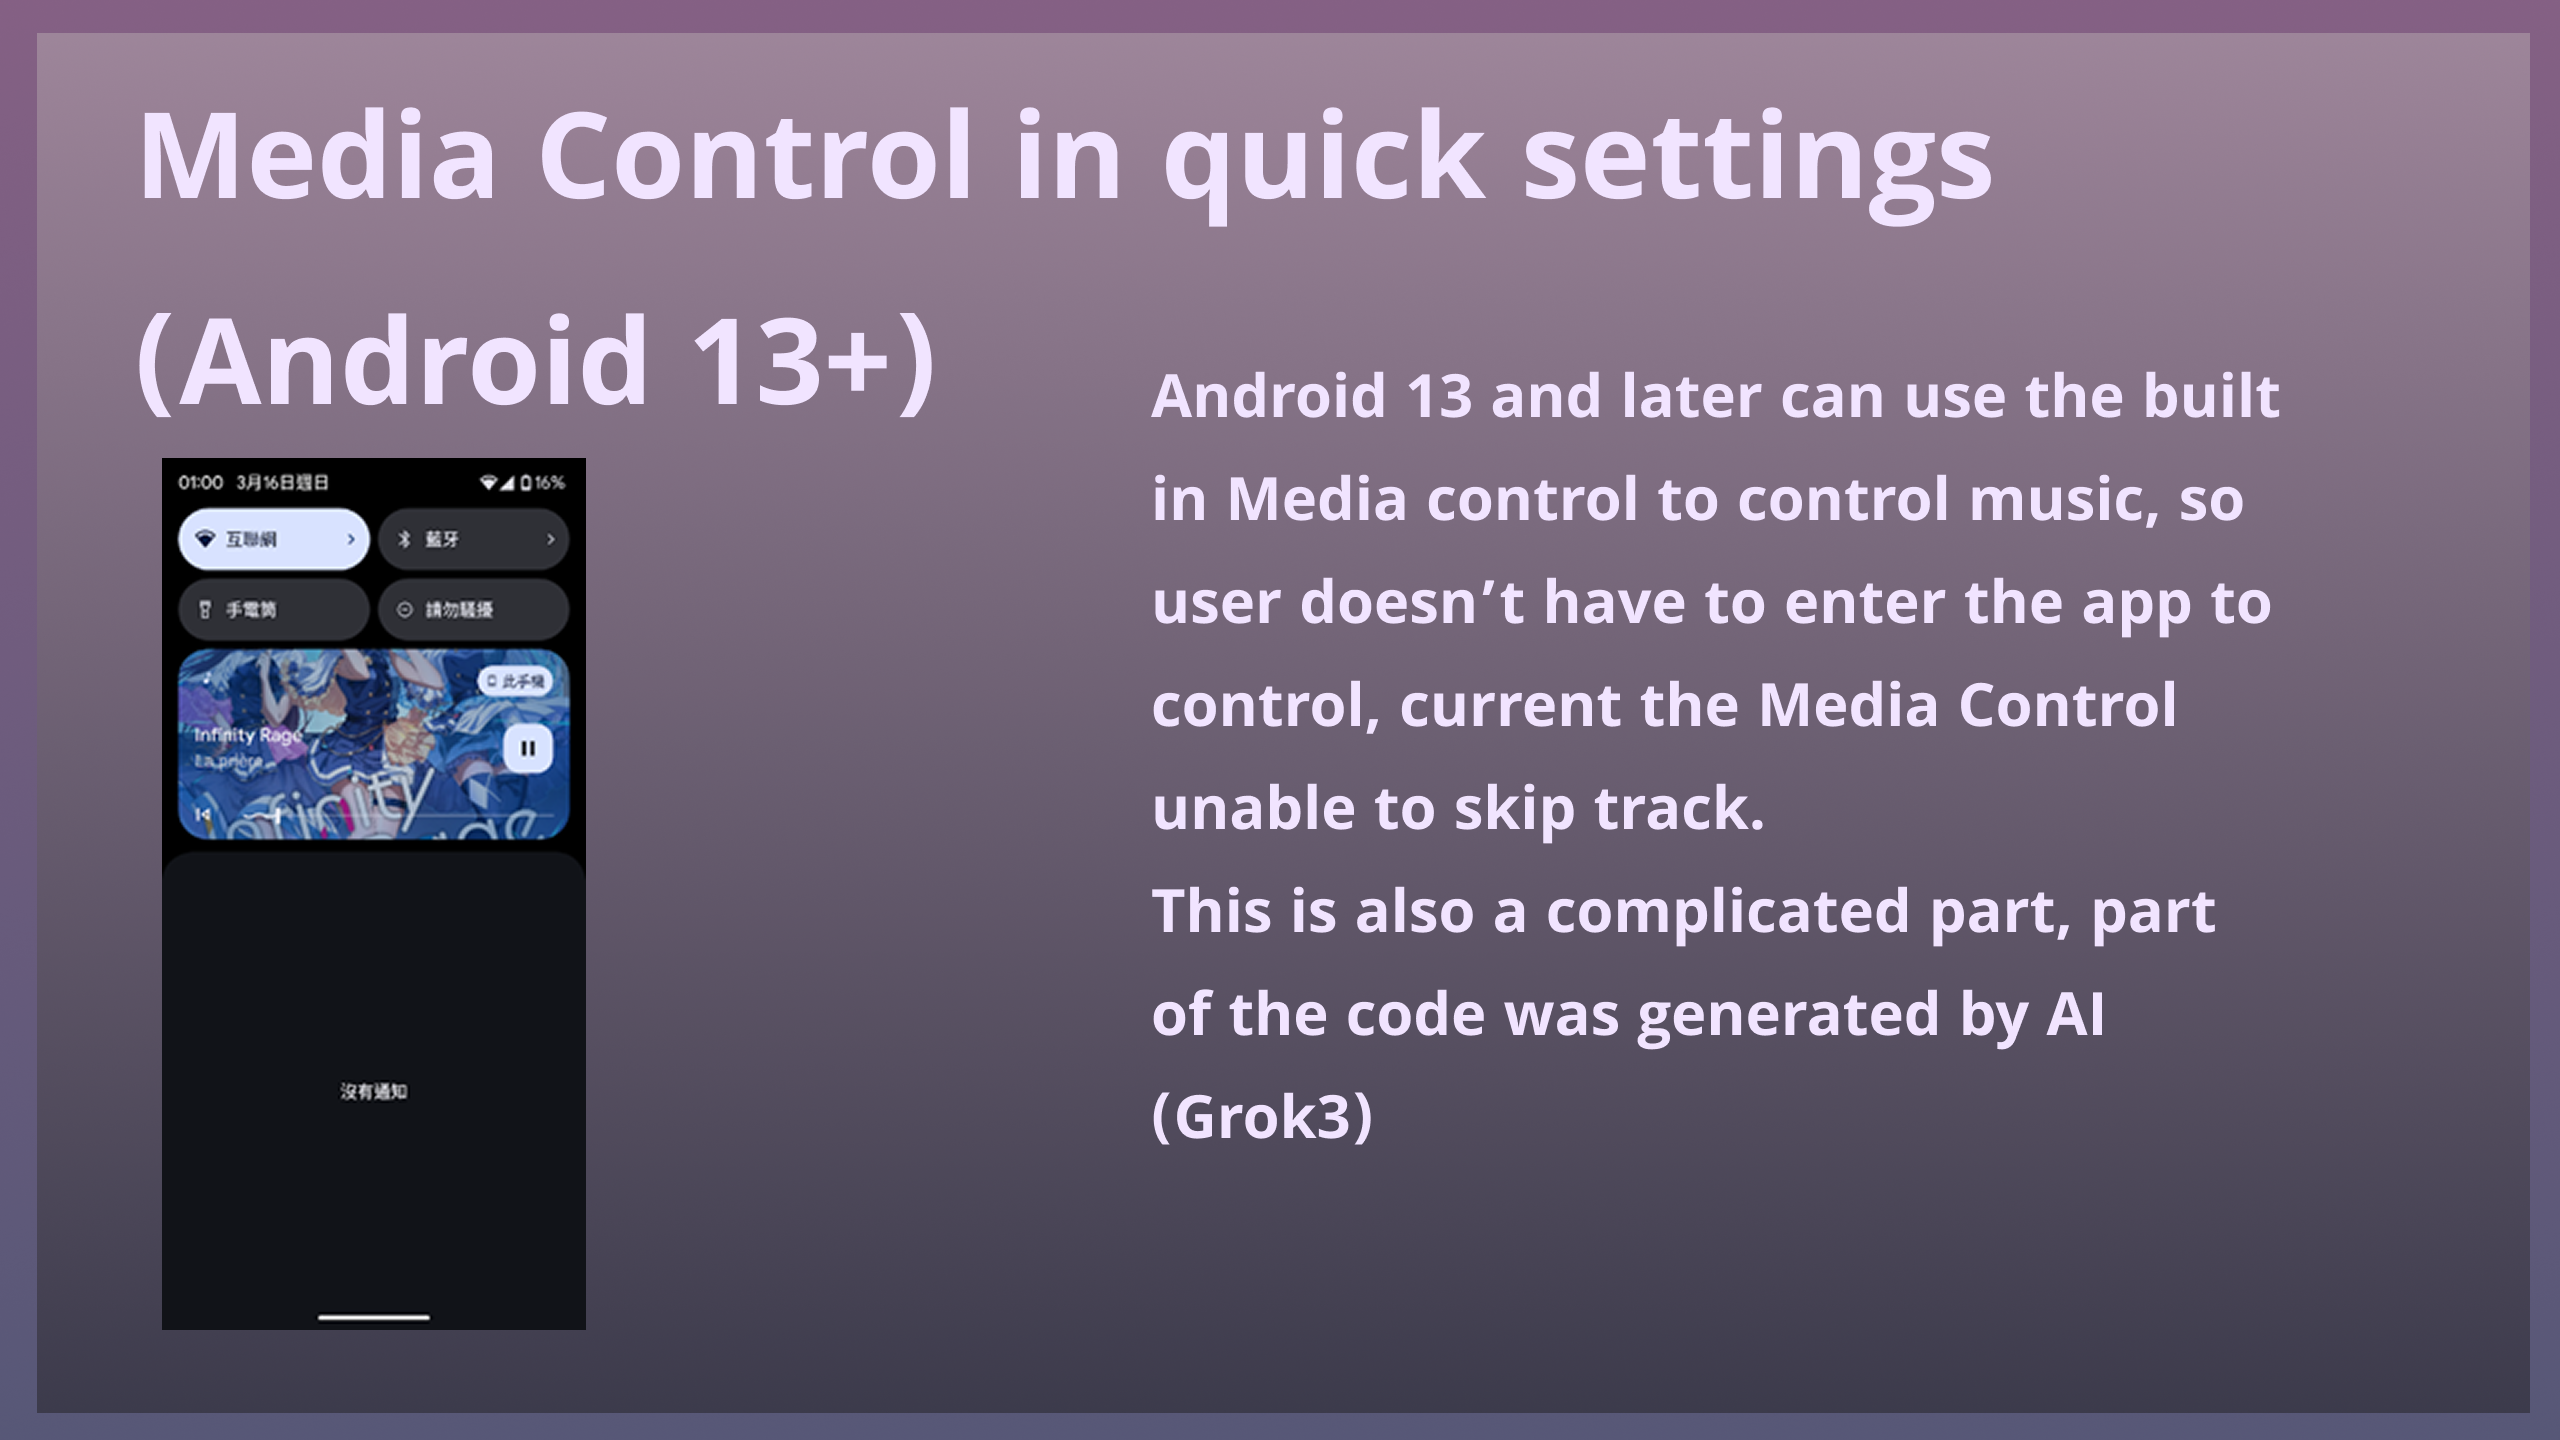 Media Control in quick settings
(Android 13+)
01:00 3月16日週日 16%
互聯網 藍牙
手電筒 請勿騷擾
此手機
Infinity Rage
La prière
Infinity
Rage
沒有通知
Android 13 and later can use the built
in Media control to control music, so
user doesn’t have to enter the app to
control, current the Media Control
unable to skip track.
This is also a complicated part, part
of the code was generated by AI
(Grok3)